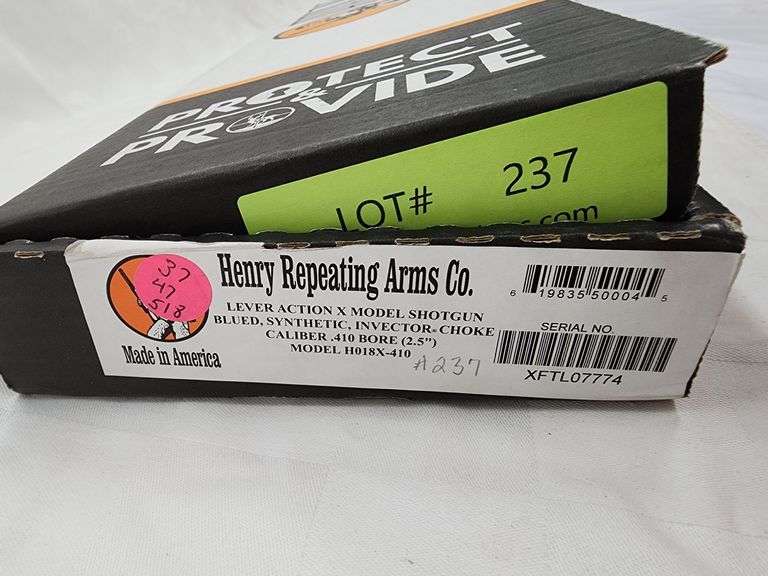 PROTECT
&
PROVIDE
LOT# 237
.com
37
47
518
Henry Repeating Arms Co.
LEVER ACTION X MODEL SHOTGUN
BLUED, SYNTHETIC, INVECTOR® CHOKE
CALIBER .410 BORE (2.5")
MODEL H018X-410
Made in America
#237
6 19835 50004 5
SERIAL NO.
XFTL07774